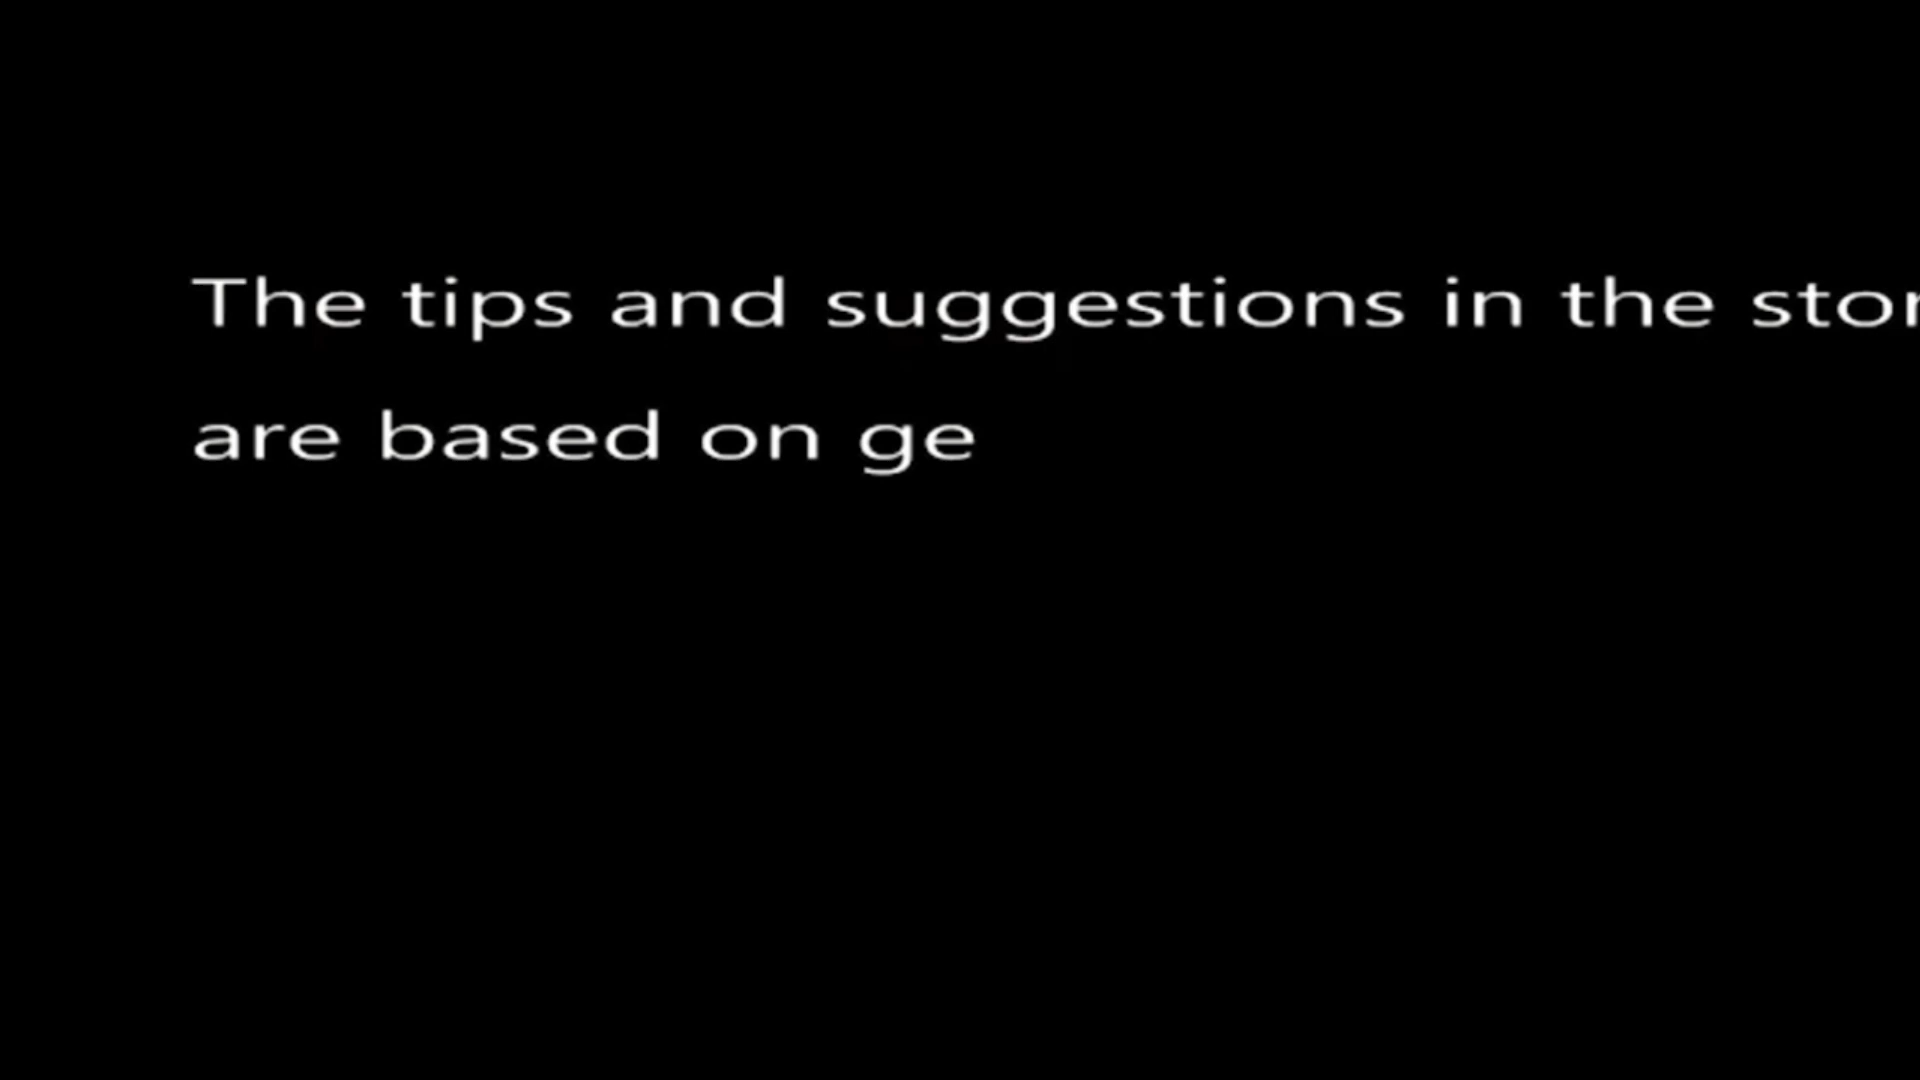 The tips and suggestions in the stor
are based on ge